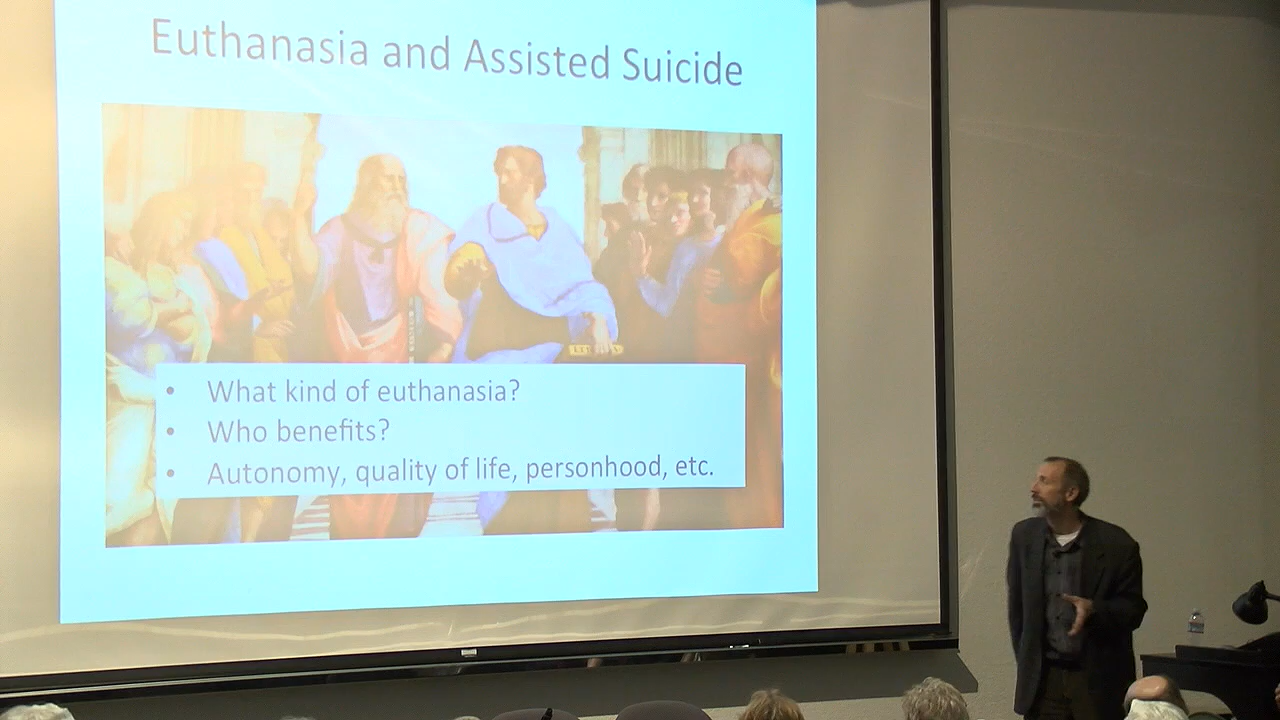 Euthanasia and Assisted Suicide
• What kind of euthanasia?
• Who benefits?
• Autonomy, quality of life, personhood, etc.